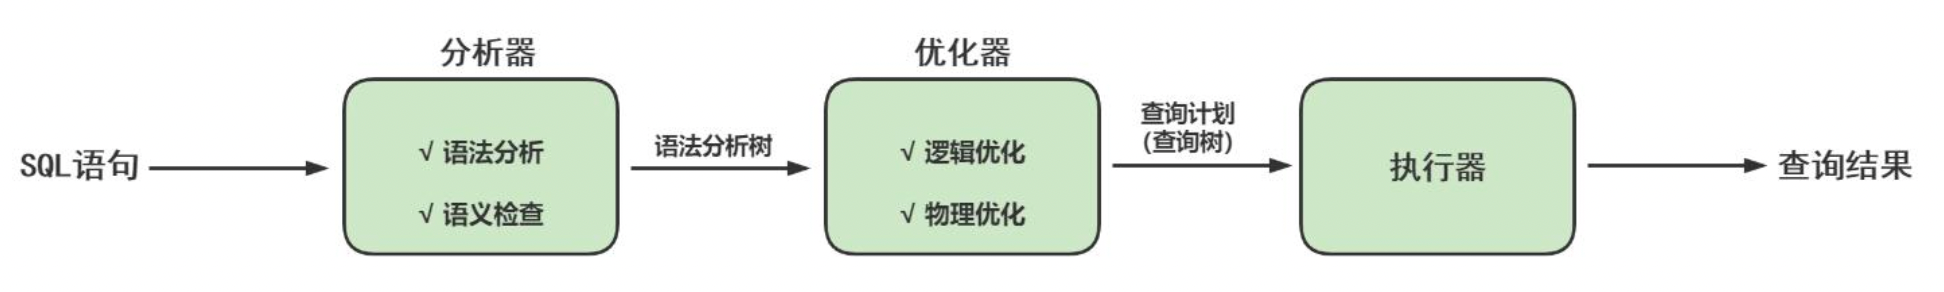 分析器
优化器
SQL语句
√ 语法分析
√ 语义检查
语法分析树
√ 逻辑优化
√ 物理优化
查询计划
(查询树)
执行器
查询结果